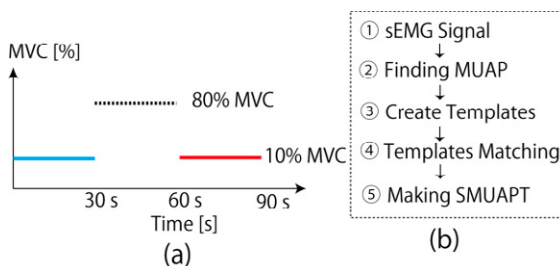 MVC [%]
80% MVC
10% MVC
30 s
60 s
90 s
Time [s]
(a)
① sEMG Signal
↓
② Finding MUAP
↓
③ Create Templates
↓
④ Templates Matching
↓
⑤ Making SMUAPT
(b)